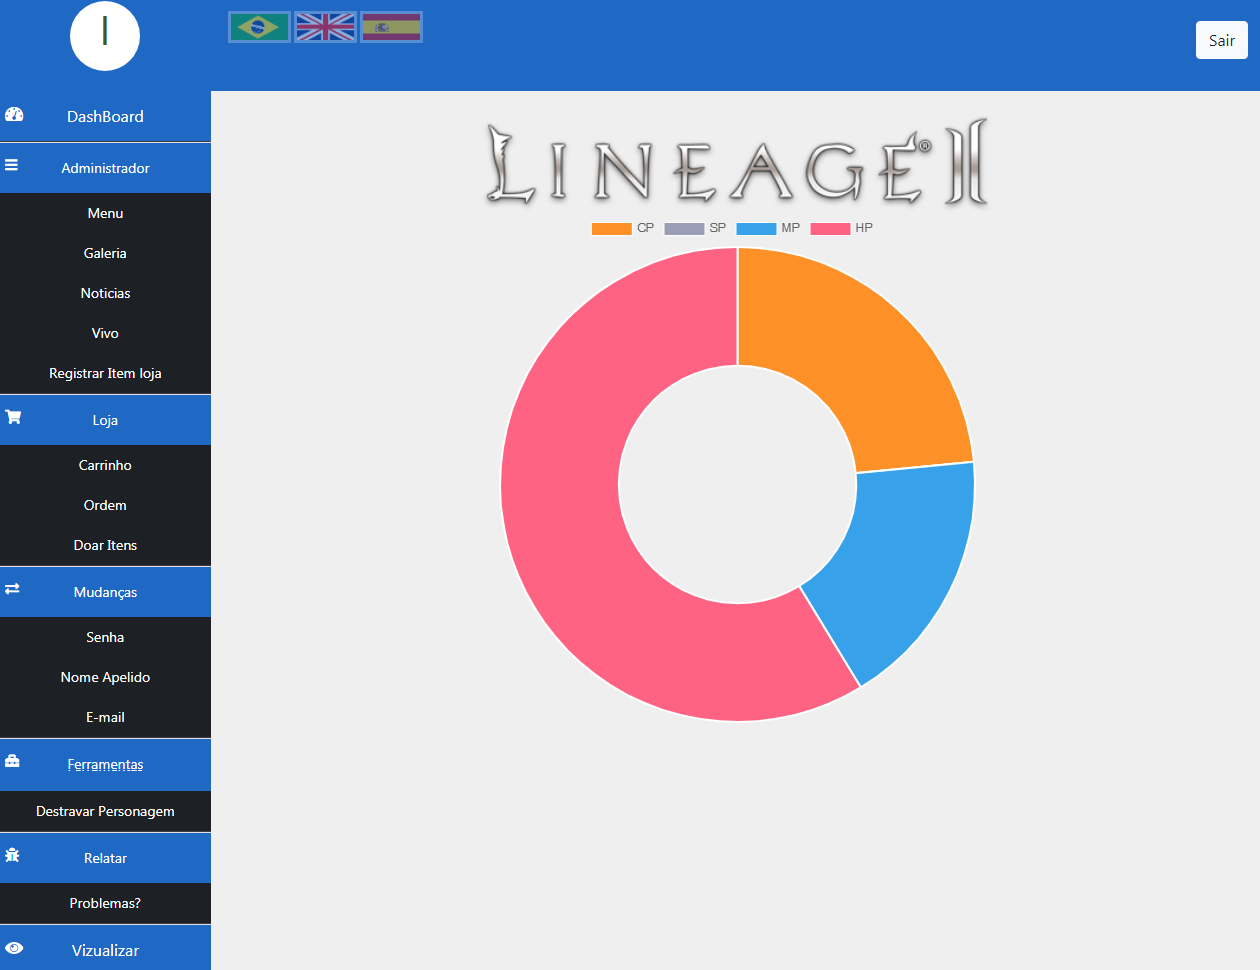 I
Sair
DashBoard
Administrador
Menu
Galeria
Noticias
Vivo
Registrar Item loja
Loja
Carrinho
Ordem
Doar Itens
Mudanças
Senha
Nome Apelido
E-mail
Ferramentas
Destravar Personagem
Relatar
Problemas?
Vizualizar
LINEAGE® II
CP SP MP HP